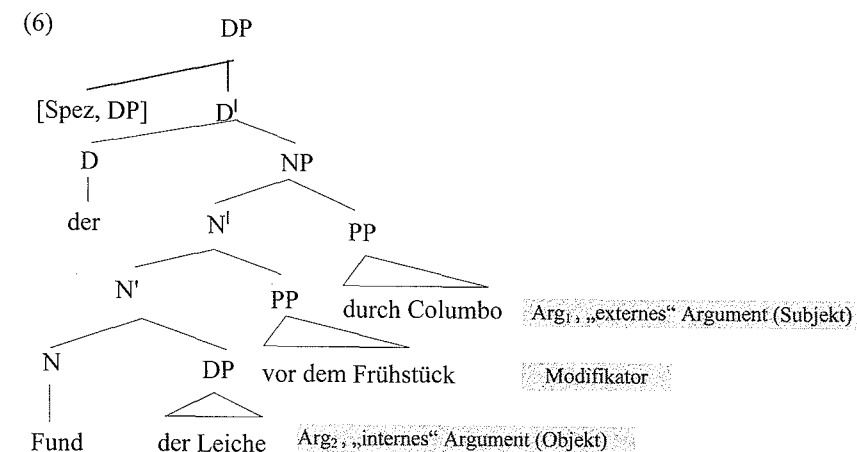 (6)
DP
[Spez, DP] D'
D NP
der N' PP
N' PP durch Columbo Arg₁, „externes“ Argument (Subjekt)
N DP vor dem Frühstück Modifikator
Fund der Leiche Arg₂, „internes“ Argument (Objekt)